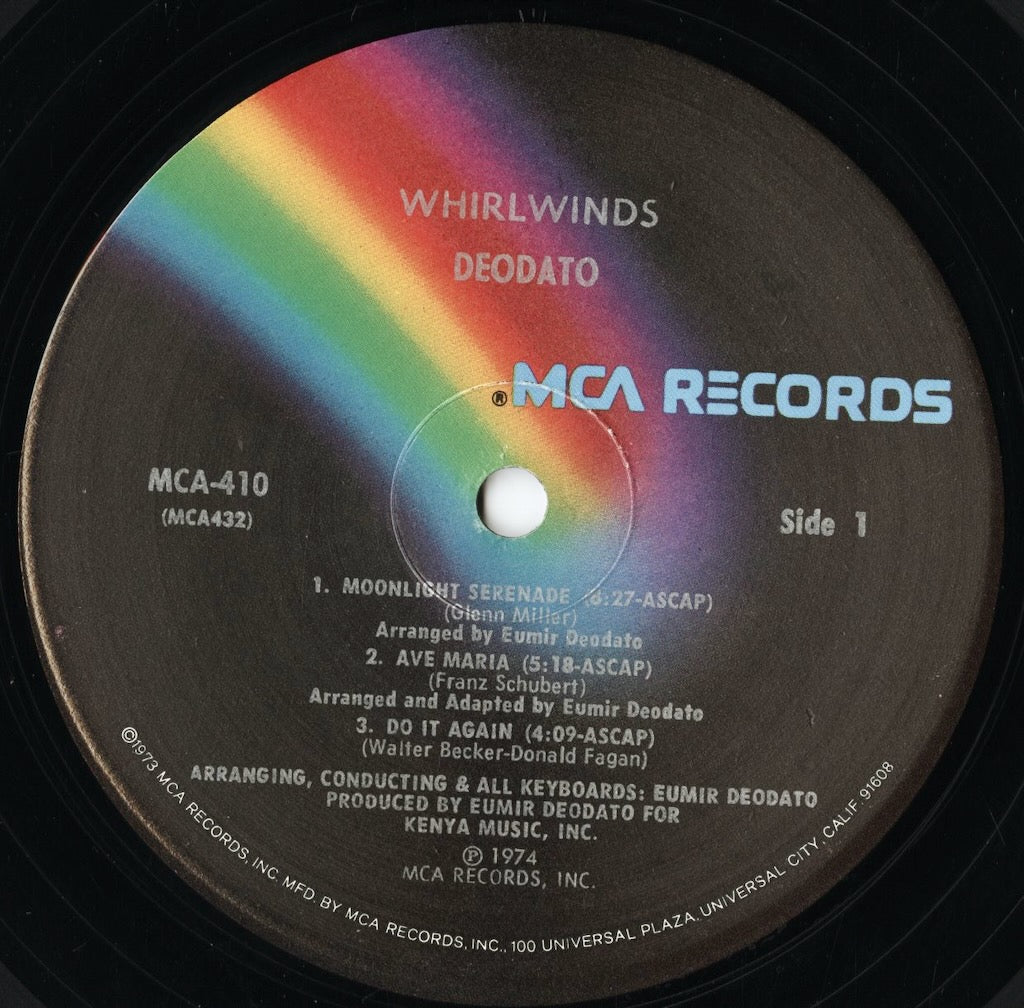 WHIRLWINDS
DEODATO
® MCA RECORDS
MCA-410
(MCA432)
Side 1
1. MOONLIGHT SERENADE (8:27-ASCAP)
(Glenn Miller)
Arranged by Eumir Deodato
2. AVE MARIA (5:18-ASCAP)
(Franz Schubert)
Arranged and Adapted by Eumir Deodato
3. DO IT AGAIN (4:09-ASCAP)
(Walter Becker-Donald Fagan)
ARRANGING, CONDUCTING & ALL KEYBOARDS: EUMIR DEODATO
PRODUCED BY EUMIR DEODATO FOR
KENYA MUSIC, INC.
℗ 1974
MCA RECORDS, INC.
©1973 MCA RECORDS, INC. MFD. BY MCA RECORDS, INC., 100 UNIVERSAL PLAZA, UNIVERSAL CITY, CALIF. 91608